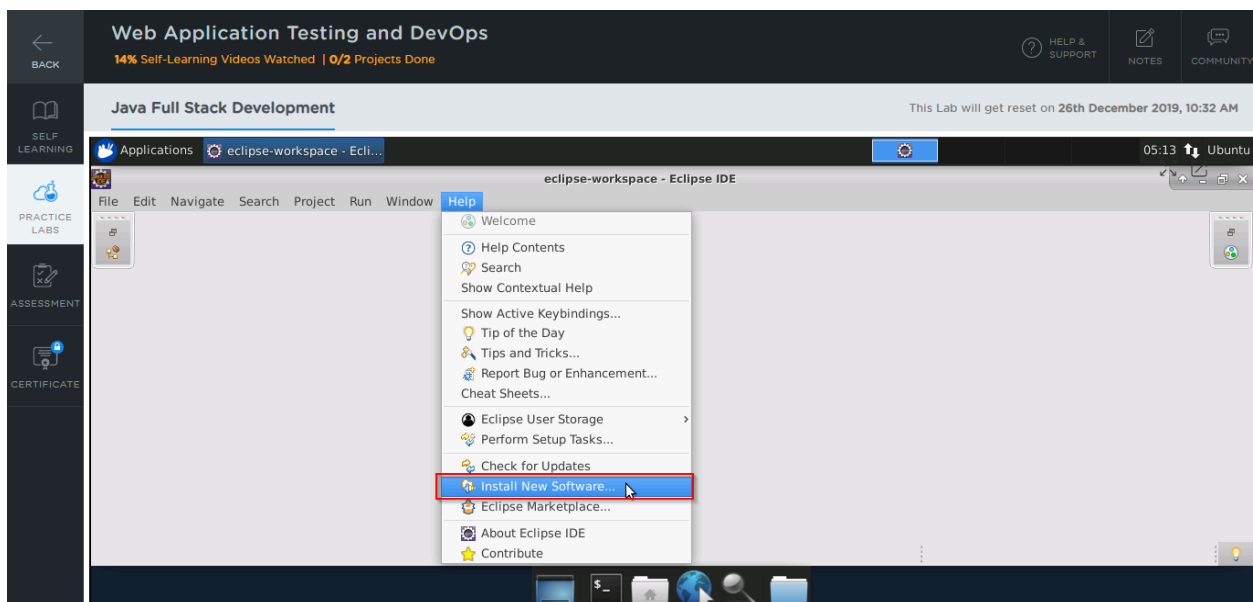 Web Application Testing and DevOps
14% Self-Learning Videos Watched | 0/2 Projects Done
BACK
HELP & SUPPORT
NOTES
COMMUNITY
SELF LEARNING
PRACTICE LABS
ASSESSMENT
CERTIFICATE
Java Full Stack Development
This Lab will get reset on 26th December 2019, 10:32 AM
Applications
eclipse-workspace - Ecli...
05:13
Ubuntu
eclipse-workspace - Eclipse IDE
File Edit Navigate Search Project Run Window Help
Welcome
Help Contents
Search
Show Contextual Help
Show Active Keybindings...
Tip of the Day
Tips and Tricks...
Report Bug or Enhancement...
Cheat Sheets...
Eclipse User Storage
Perform Setup Tasks...
Check for Updates
Install New Software...
Eclipse Marketplace...
About Eclipse IDE
Contribute
$_